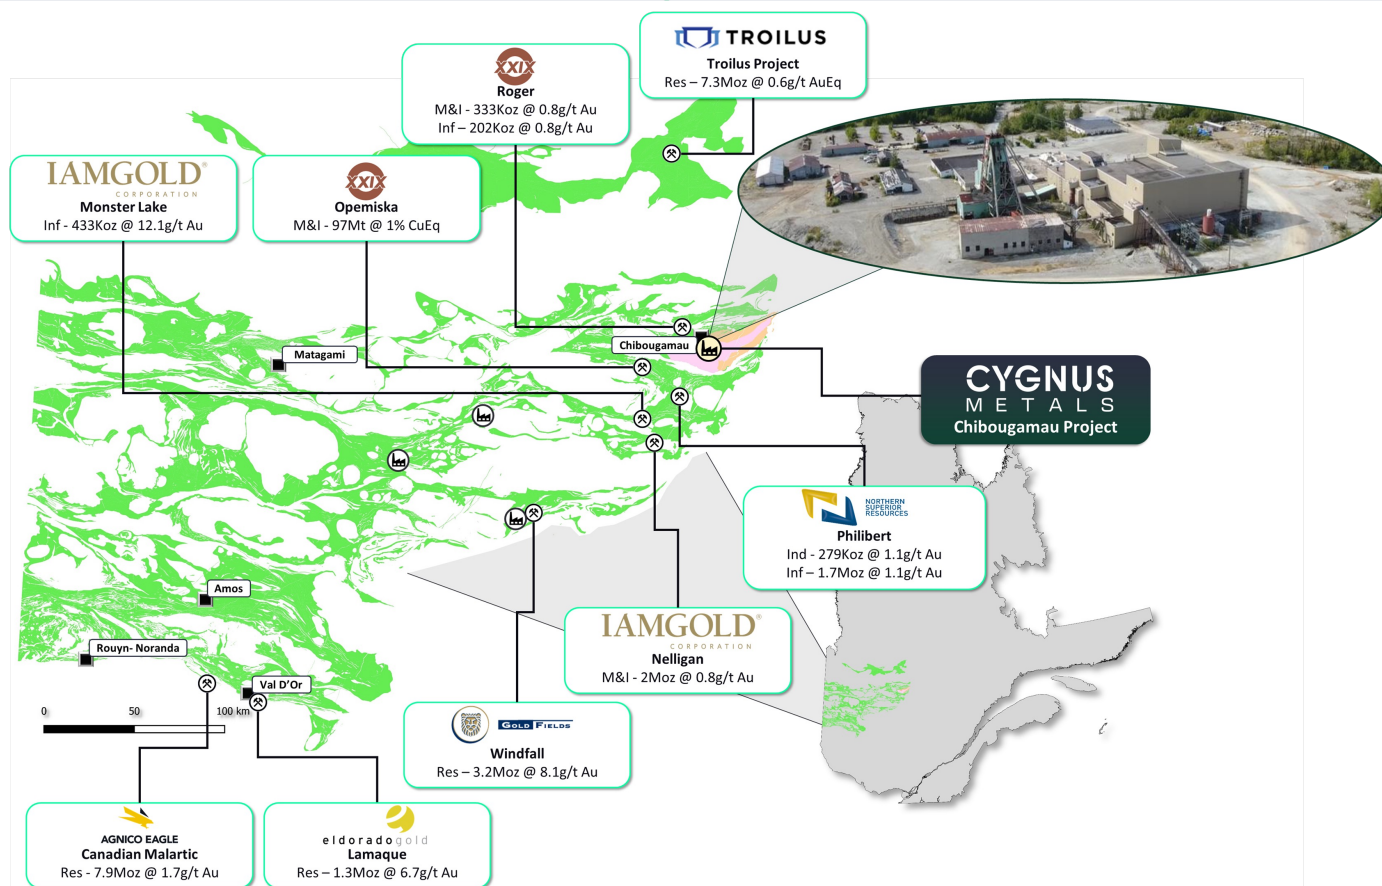 TROILUS
Troilus Project
Res – 7.3Moz @ 0.6g/t AuEq
XXIX
Roger
M&I - 333Koz @ 0.8g/t Au
Inf – 202Koz @ 0.8g/t Au
IAMGOLD®
CORPORATION
Monster Lake
Inf - 433Koz @ 12.1g/t Au
XXIX
Opemiska
M&I - 97Mt @ 1% CuEq
Matagami
Chibougamau
CYGNUS
METALS
Chibougamau Project
NORTHERN
SUPERIOR
RESOURCES
Philibert
Ind - 279Koz @ 1.1g/t Au
Inf – 1.7Moz @ 1.1g/t Au
Amos
Rouyn- Noranda
Val D'Or
0 50 100 km
IAMGOLD®
CORPORATION
Nelligan
M&I - 2Moz @ 0.8g/t Au
GOLD FIELDS
Windfall
Res – 3.2Moz @ 8.1g/t Au
AGNICO EAGLE
Canadian Malartic
Res - 7.9Moz @ 1.7g/t Au
eldoradogold
Lamaque
Res – 1.3Moz @ 6.7g/t Au